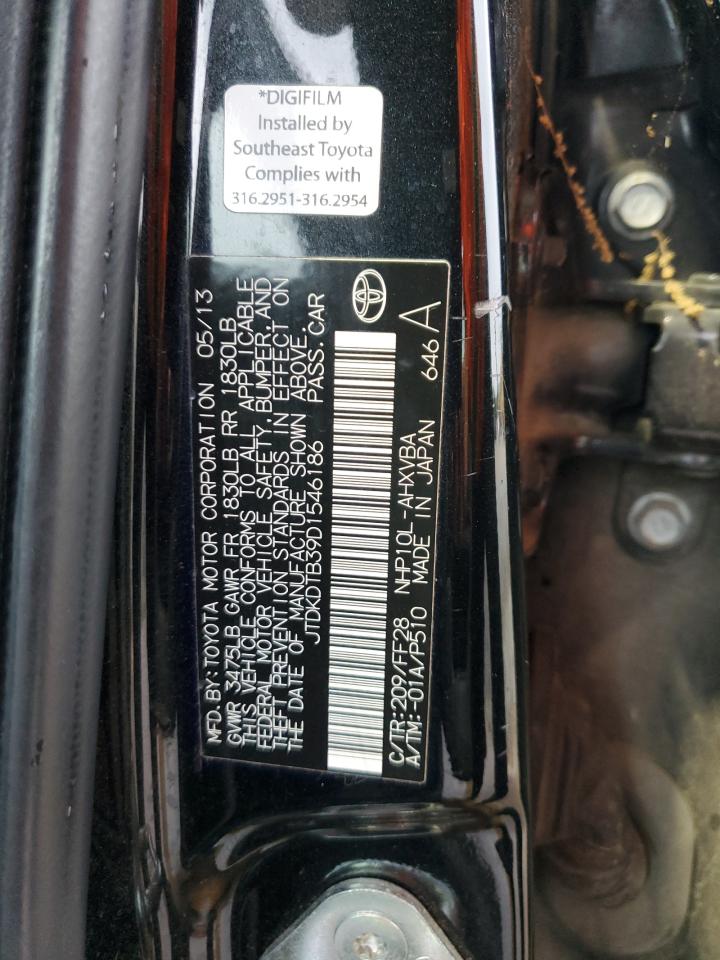 *DIGIFILM
Installed by
Southeast Toyota
Complies with
316.2951-316.2954
MFD. BY: TOYOTA MOTOR CORPORATION 05/13
GVWR 3475LB GAWR FR 1830LB RR 1830LB
THIS VEHICLE CONFORMS TO ALL APPLICABLE
FEDERAL MOTOR VEHICLE SAFETY, BUMPER, AND
THEFT PREVENTION STANDARDS IN EFFECT ON
THE DATE OF MANUFACTURE SHOWN ABOVE.
JTDKDTB39D1546186 PASS. CAR
C/TR:209/FF28 NHP10L-AHXVBA
A/TM:-01A/P510 MADE IN JAPAN 646 A